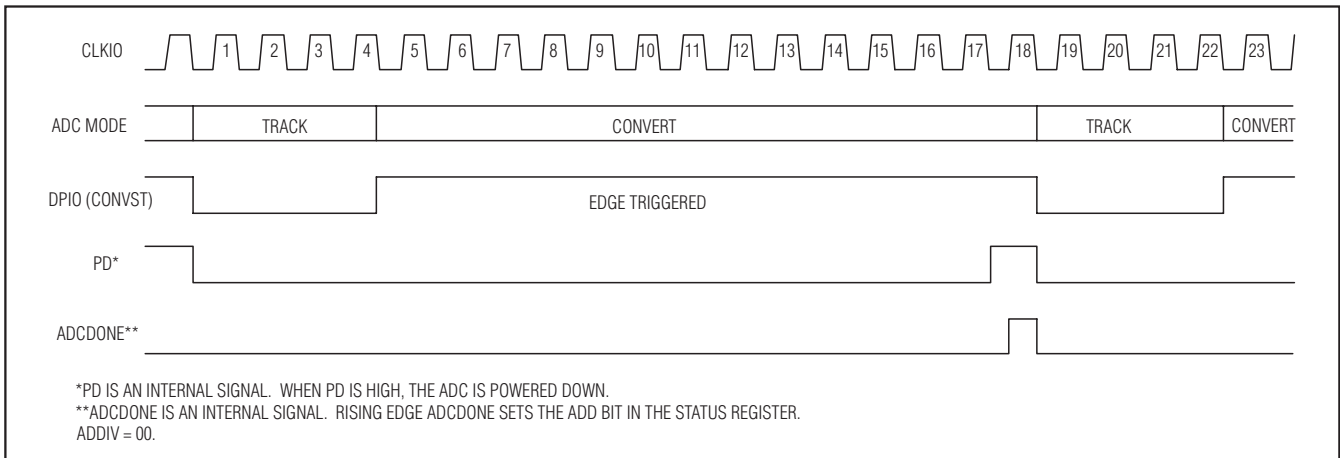 CLKIO 1 2 3 4 5 6 7 8 9 10 11 12 13 14 15 16 17 18 19 20 21 22 23
ADC MODE TRACK CONVERT TRACK CONVERT
DPIO (CONVST) EDGE TRIGGERED
PD*
ADCDONE**
*PD IS AN INTERNAL SIGNAL. WHEN PD IS HIGH, THE ADC IS POWERED DOWN.
**ADCDONE IS AN INTERNAL SIGNAL. RISING EDGE ADCDONE SETS THE ADD BIT IN THE STATUS REGISTER.
ADDIV = 00.